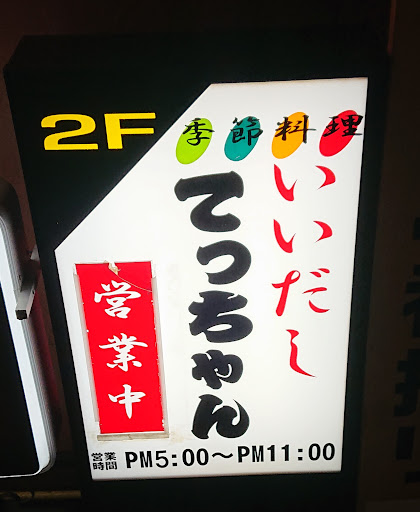 2F
季節料理
いいだし
てっちゃん
営業中
営業時間 PM5:00～PM11:00